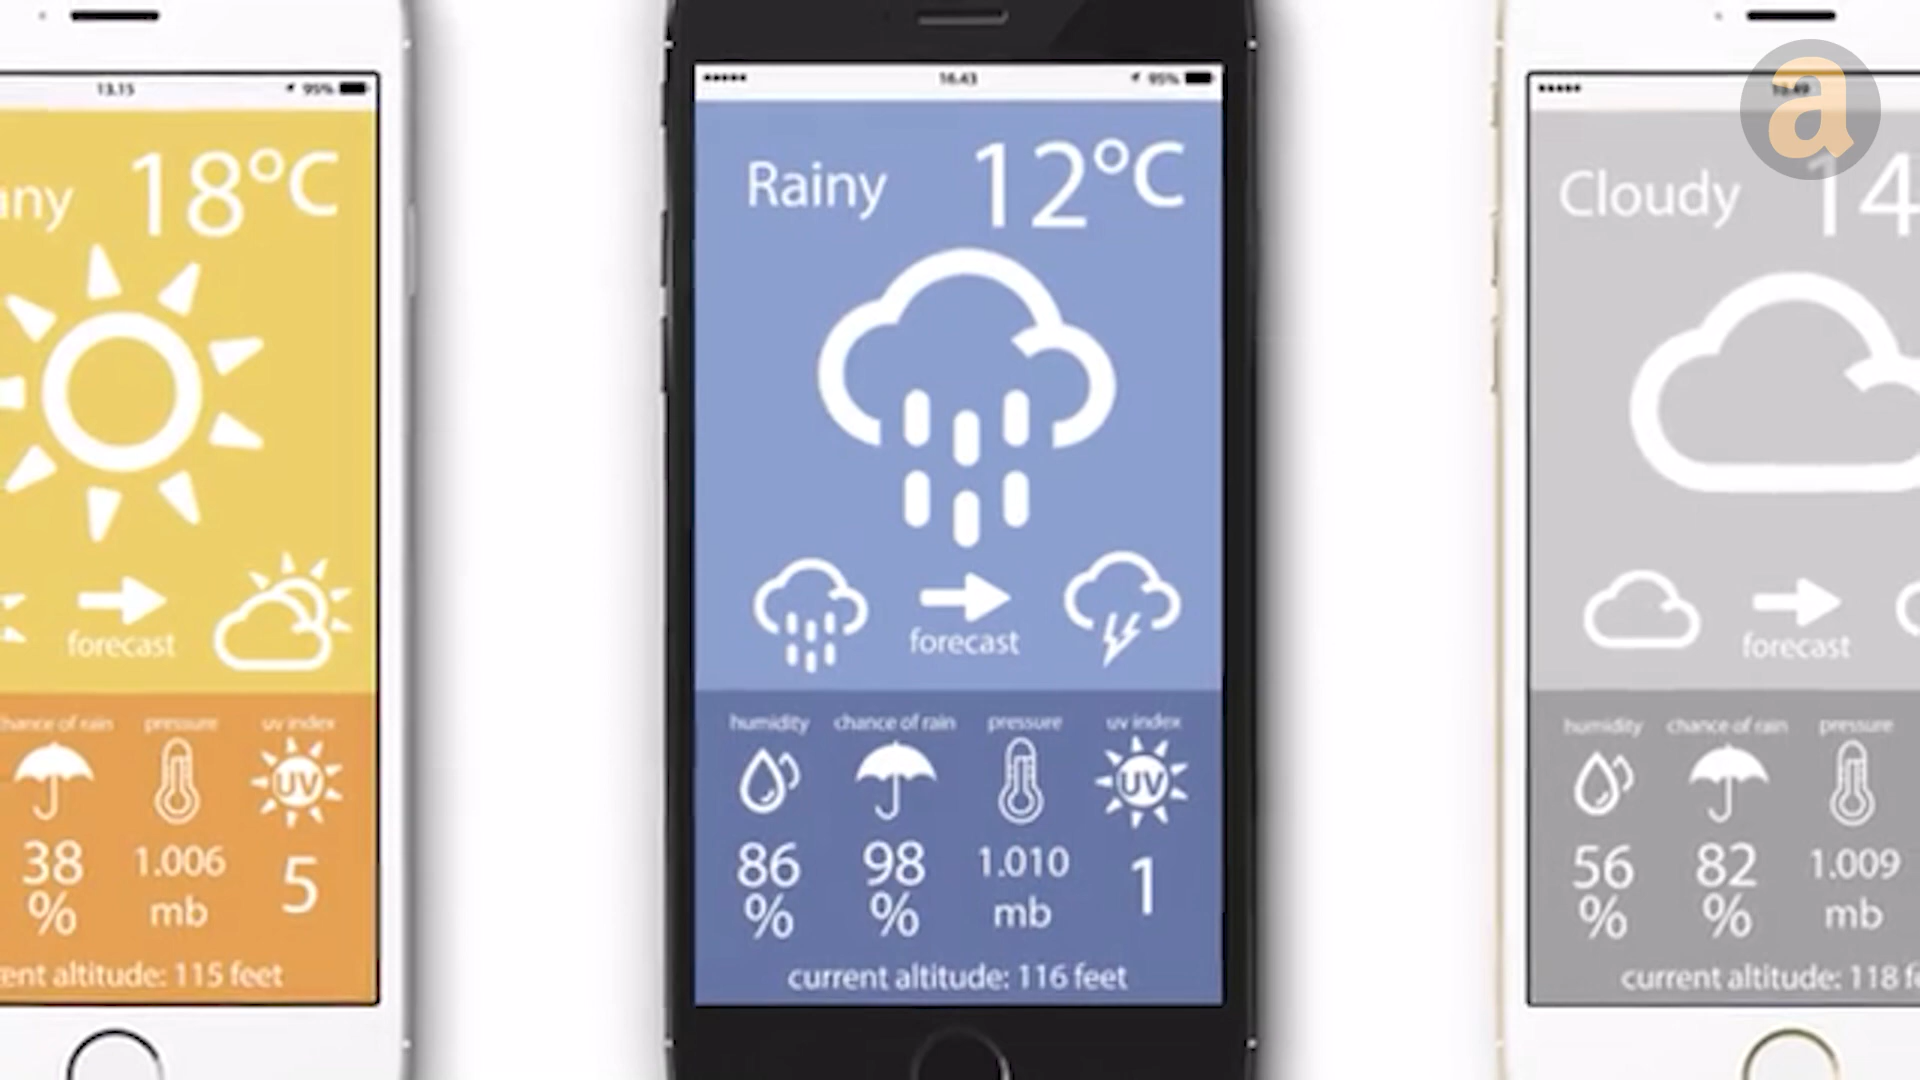 13.15
95%
any 18°C
forecast
chance of rain
pressure
uv index
UV
38
%
1.006
mb
5
ent altitude: 115 feet
16.43
95%
Rainy 12°C
forecast
humidity
chance of rain
pressure
uv index
UV
86
%
98
%
1.010
mb
1
current altitude: 116 feet
a
Cloudy 14
forecast
humidity
chance of rain
pressure
56
%
82
%
1.009
mb
current altitude: 118 fe